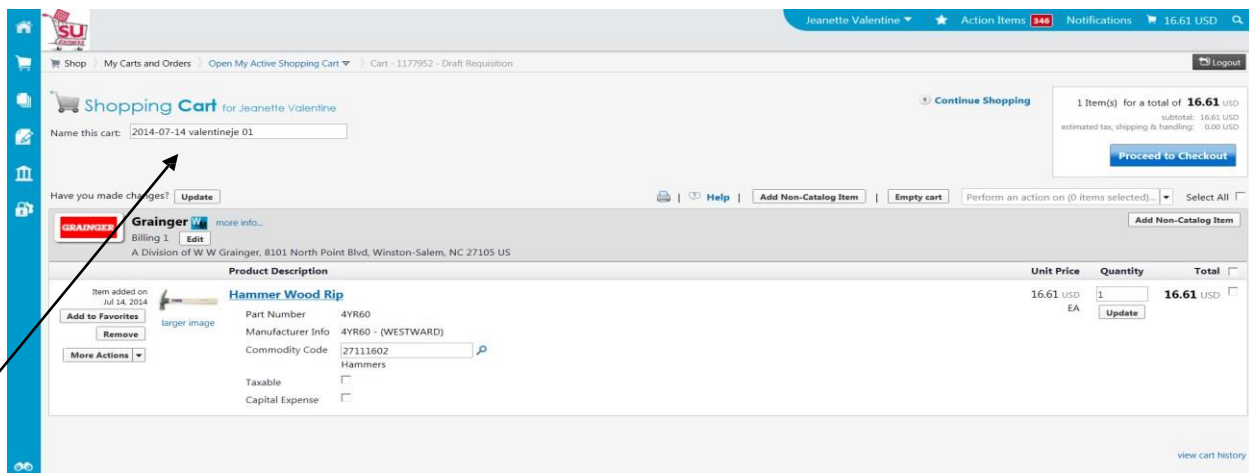 SU
Jeanette Valentine Action Items 346 Notifications 16.61 USD
Shop My Carts and Orders Open My Active Shopping Cart Cart - 1177952 - Draft Requisition Logout
Shopping Cart for Jeanette Valentine
Continue Shopping
1 Item(s) for a total of 16.61 USD
subtotal: 16.61 USD
estimated tax, shipping & handling: 0.00 USD
Proceed to Checkout
Name this cart: 2014-07-14 valentineje 01
Have you made changes? Update | Help | Add Non-Catalog Item | Empty cart Perform an action on (0 items selected)... Select All
GRAINGER Grainger more info... Add Non-Catalog Item
Billing 1 Edit
A Division of W W Grainger, 8101 North Point Blvd, Winston-Salem, NC 27105 US
Product Description Unit Price Quantity Total
Item added on
Jul 14, 2014
Add to Favorites
Remove
More Actions
larger image
Hammer Wood Rip 16.61 USD 1 16.61 USD
EA Update
Part Number 4YR60
Manufacturer Info 4YR60 - (WESTWARD)
Commodity Code 27111602
Hammers
Taxable
Capital Expense
view cart history